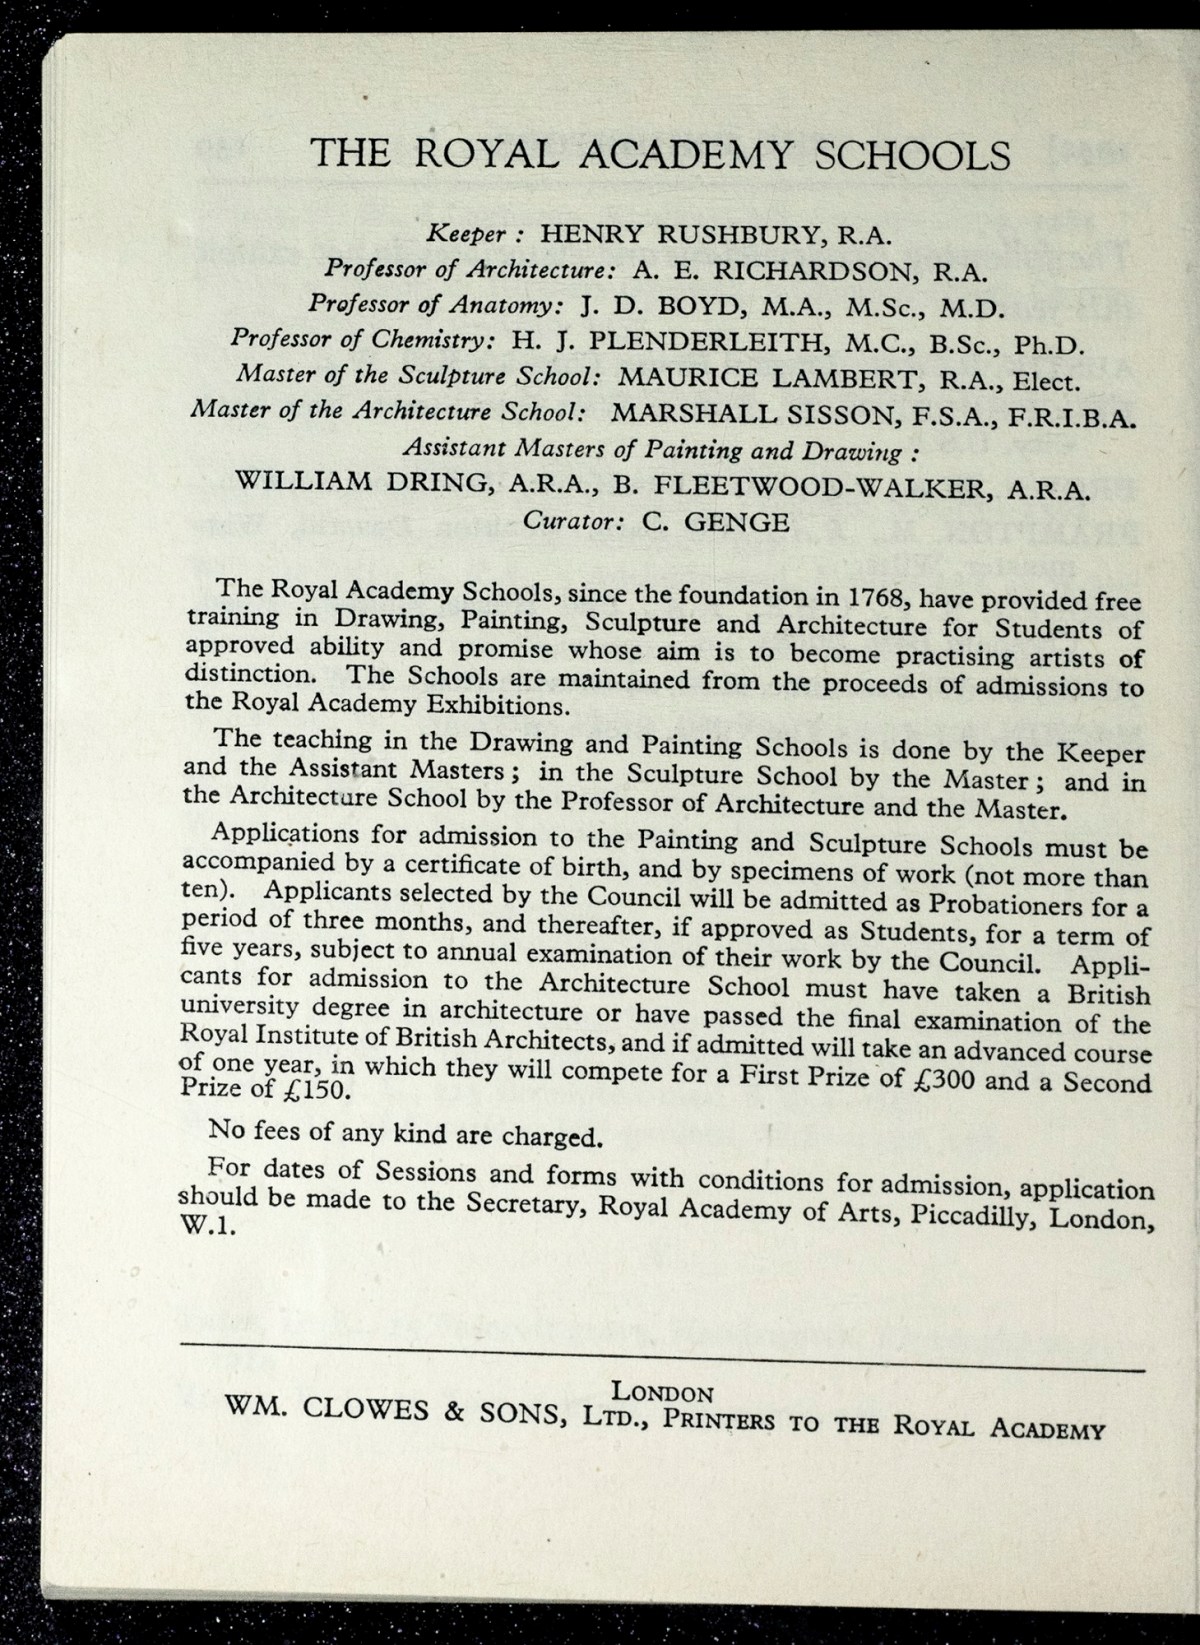 THE ROYAL ACADEMY SCHOOLS
Keeper : HENRY RUSHBURY, R.A.
Professor of Architecture: A. E. RICHARDSON, R.A.
Professor of Anatomy: J. D. BOYD, M.A., M.Sc., M.D.
Professor of Chemistry: H. J. PLENDERLEITH, M.C., B.Sc., Ph.D.
Master of the Sculpture School: MAURICE LAMBERT, R.A., Elect.
Master of the Architecture School: MARSHALL SISSON, F.S.A., F.R.I.B.A.
Assistant Masters of Painting and Drawing :
WILLIAM DRING, A.R.A., B. FLEETWOOD-WALKER, A.R.A.
Curator: C. GENGE
The Royal Academy Schools, since the foundation in 1768, have provided free
training in Drawing, Painting, Sculpture and Architecture for Students of
approved ability and promise whose aim is to become practising artists of
distinction. The Schools are maintained from the proceeds of admissions to
the Royal Academy Exhibitions.
The teaching in the Drawing and Painting Schools is done by the Keeper
and the Assistant Masters ; in the Sculpture School by the Master ; and in
the Architecture School by the Professor of Architecture and the Master.
Applications for admission to the Painting and Sculpture Schools must be
accompanied by a certificate of birth, and by specimens of work (not more than
ten). Applicants selected by the Council will be admitted as Probationers for a
period of three months, and thereafter, if approved as Students, for a term of
five years, subject to annual examination of their work by the Council. Appli-
cants for admission to the Architecture School must have taken a British
university degree in architecture or have passed the final examination of the
Royal Institute of British Architects, and if admitted will take an advanced course
of one year, in which they will compete for a First Prize of £300 and a Second
Prize of £150.
No fees of any kind are charged.
For dates of Sessions and forms with conditions for admission, application
should be made to the Secretary, Royal Academy of Arts, Piccadilly, London,
W.1.
LONDON
WM. CLOWES & SONS, LTD., PRINTERS TO THE ROYAL ACADEMY